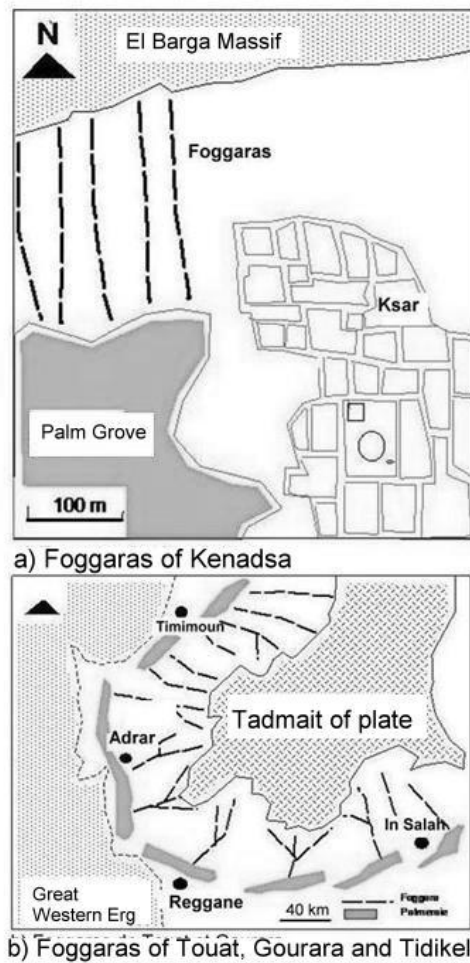 N
El Barga Massif
Foggaras
Ksar
Palm Grove
100 m
a) Foggaras of Kenadsa
Timimoun
Tadmait of plate
Adrar
In Salah
Great
Western Erg
Reggane
40 km
Foggara
Palmeraie
b) Foggaras of Touat, Gourara and Tidikel